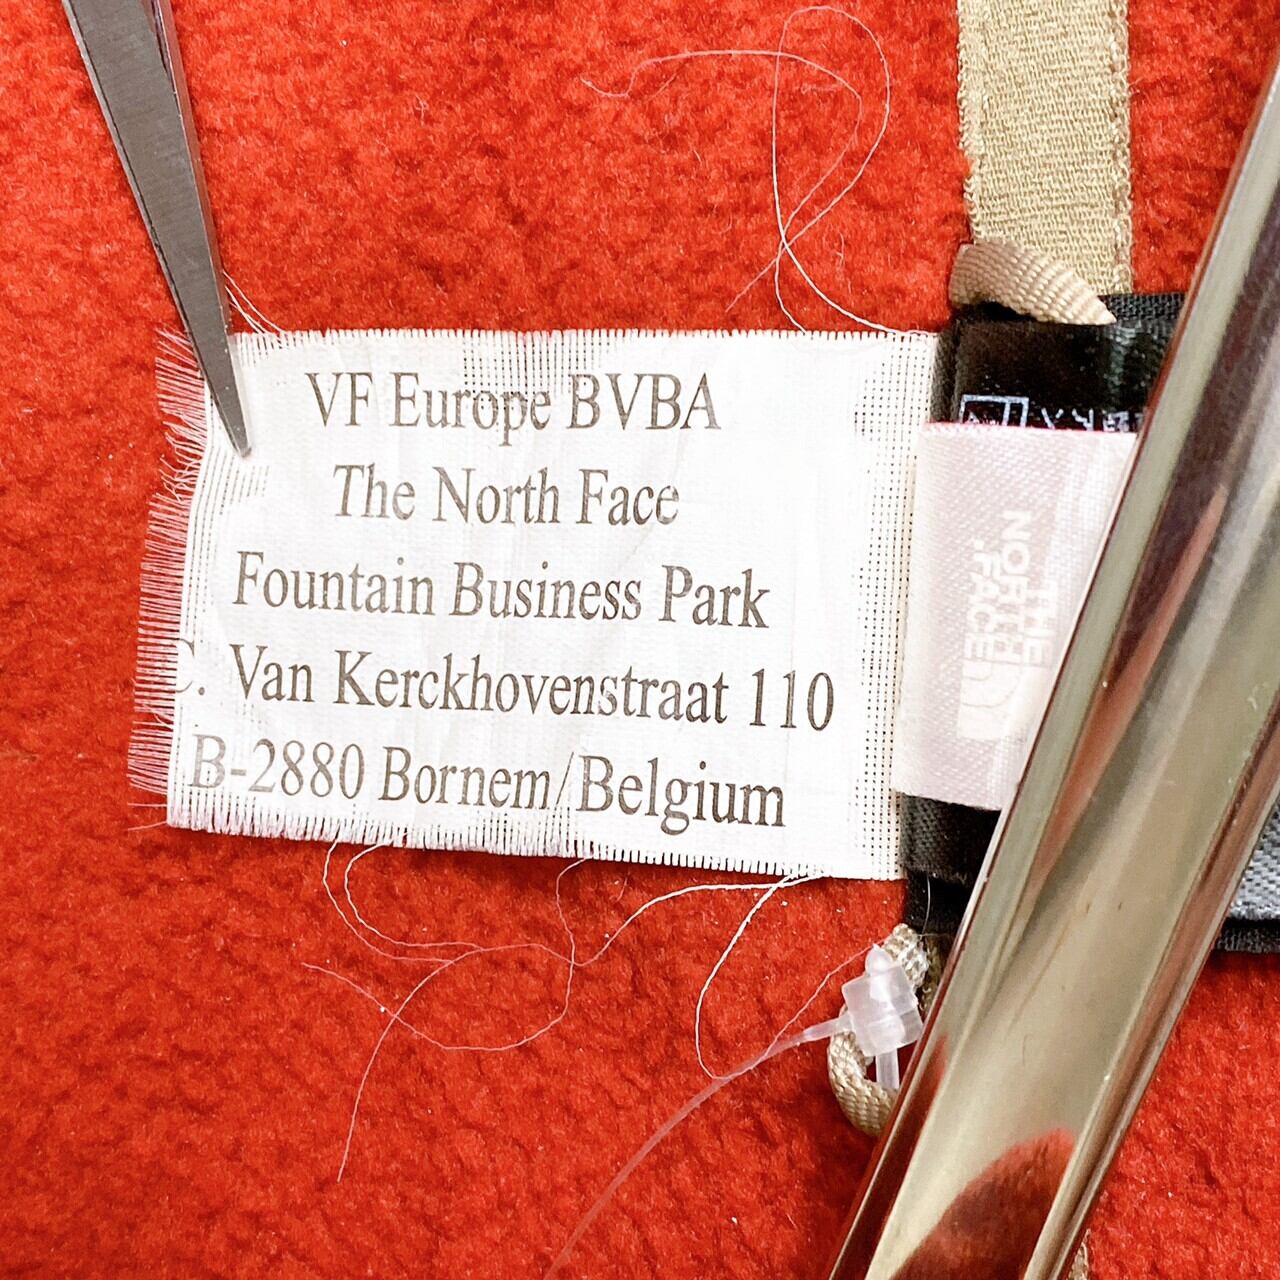 VF Europe BVBA
The North Face
Fountain Business Park
C. Van Kerckhovenstraat 110
B-2880 Bornem/Belgium
THE
NORTH
FACE